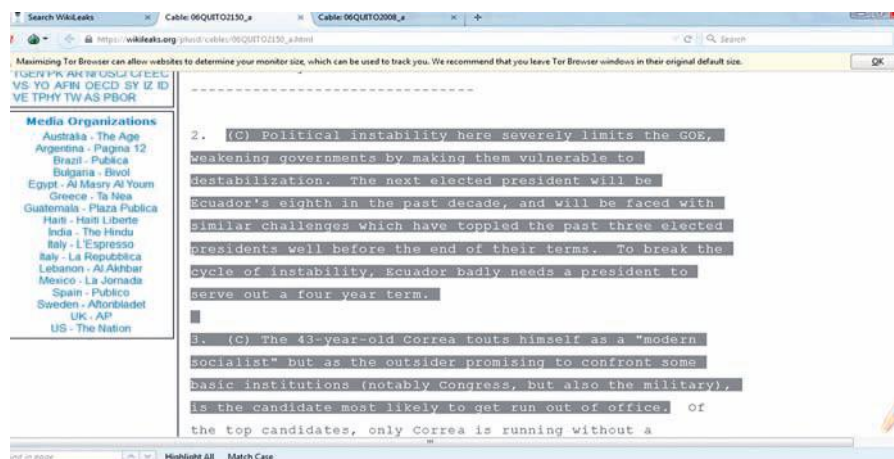 Search WikiLeaks
Cable: 06QUITO2150_a
Cable: 06QUITO2008_a
https://wikileaks.org/plusd/cables/06QUITO2150_a.html
Search
Maximizing Tor Browser can allow websites to determine your monitor size, which can be used to track you. We recommend that you leave Tor Browser windows in their original default size.
OK
VS YO AFIN OECD SY IZ ID
VE TPHY TW AS PBOR
Media Organizations
Australia - The Age
Argentina - Pagina 12
Brazil - Publica
Bulgaria - Bivol
Egypt - Al Masry Al Youm
Greece - Ta Nea
Guatemala - Plaza Publica
Haiti - Haiti Liberte
India - The Hindu
Italy - L'Espresso
Italy - La Repubblica
Lebanon - Al Akhbar
Mexico - La Jornada
Spain - Publico
Sweden - Aftonbladet
UK - AP
US - The Nation
--------------------------------
2. (C) Political instability here severely limits the GOE,
weakening governments by making them vulnerable to
destabilization. The next elected president will be
Ecuador's eighth in the past decade, and will be faced with
similar challenges which have toppled the past three elected
presidents well before the end of their terms. To break the
cycle of instability, Ecuador badly needs a president to
serve out a four year term.
3. (C) The 43-year-old Correa touts himself as a "modern
socialist" but as the outsider promising to confront some
basic institutions (notably Congress, but also the military),
is the candidate most likely to get run out of office. Of
the top candidates, only Correa is running without a
Highlight All
Match Case